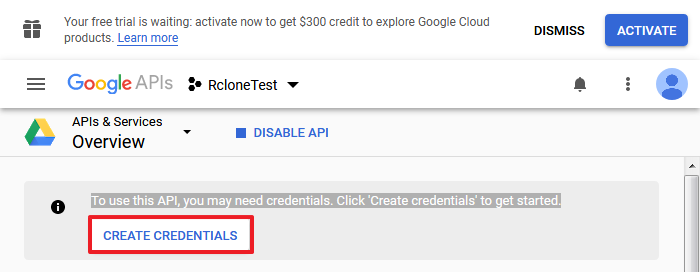 Your free trial is waiting: activate now to get $300 credit to explore Google Cloud
products. Learn more
DISMISS
ACTIVATE
Google APIs
RcloneTest
APIs & Services
Overview
DISABLE API
To use this API, you may need credentials. Click 'Create credentials' to get started.
CREATE CREDENTIALS